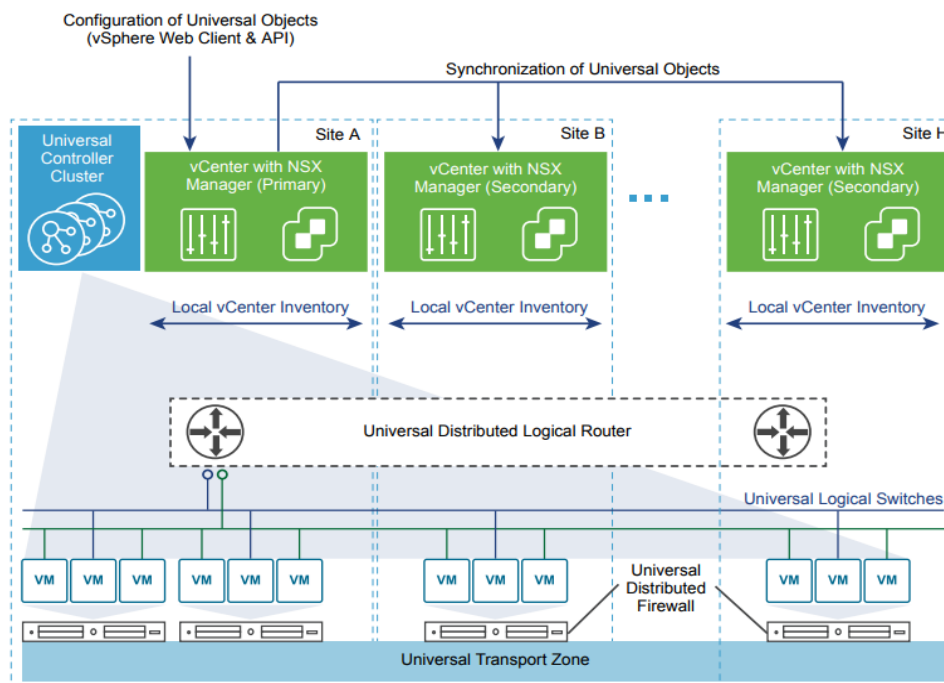 Configuration of Universal Objects
(vSphere Web Client & API)
Synchronization of Universal Objects
Site A
Site B
Site H
Universal
Controller
Cluster
vCenter with NSX
Manager (Primary)
vCenter with NSX
Manager (Secondary)
vCenter with NSX
Manager (Secondary)
Local vCenter Inventory
Local vCenter Inventory
Local vCenter Inventory
Universal Distributed Logical Router
Universal Logical Switches
VM
VM
VM
VM
VM
VM
VM
VM
VM
VM
VM
VM
Universal
Distributed
Firewall
Universal Transport Zone